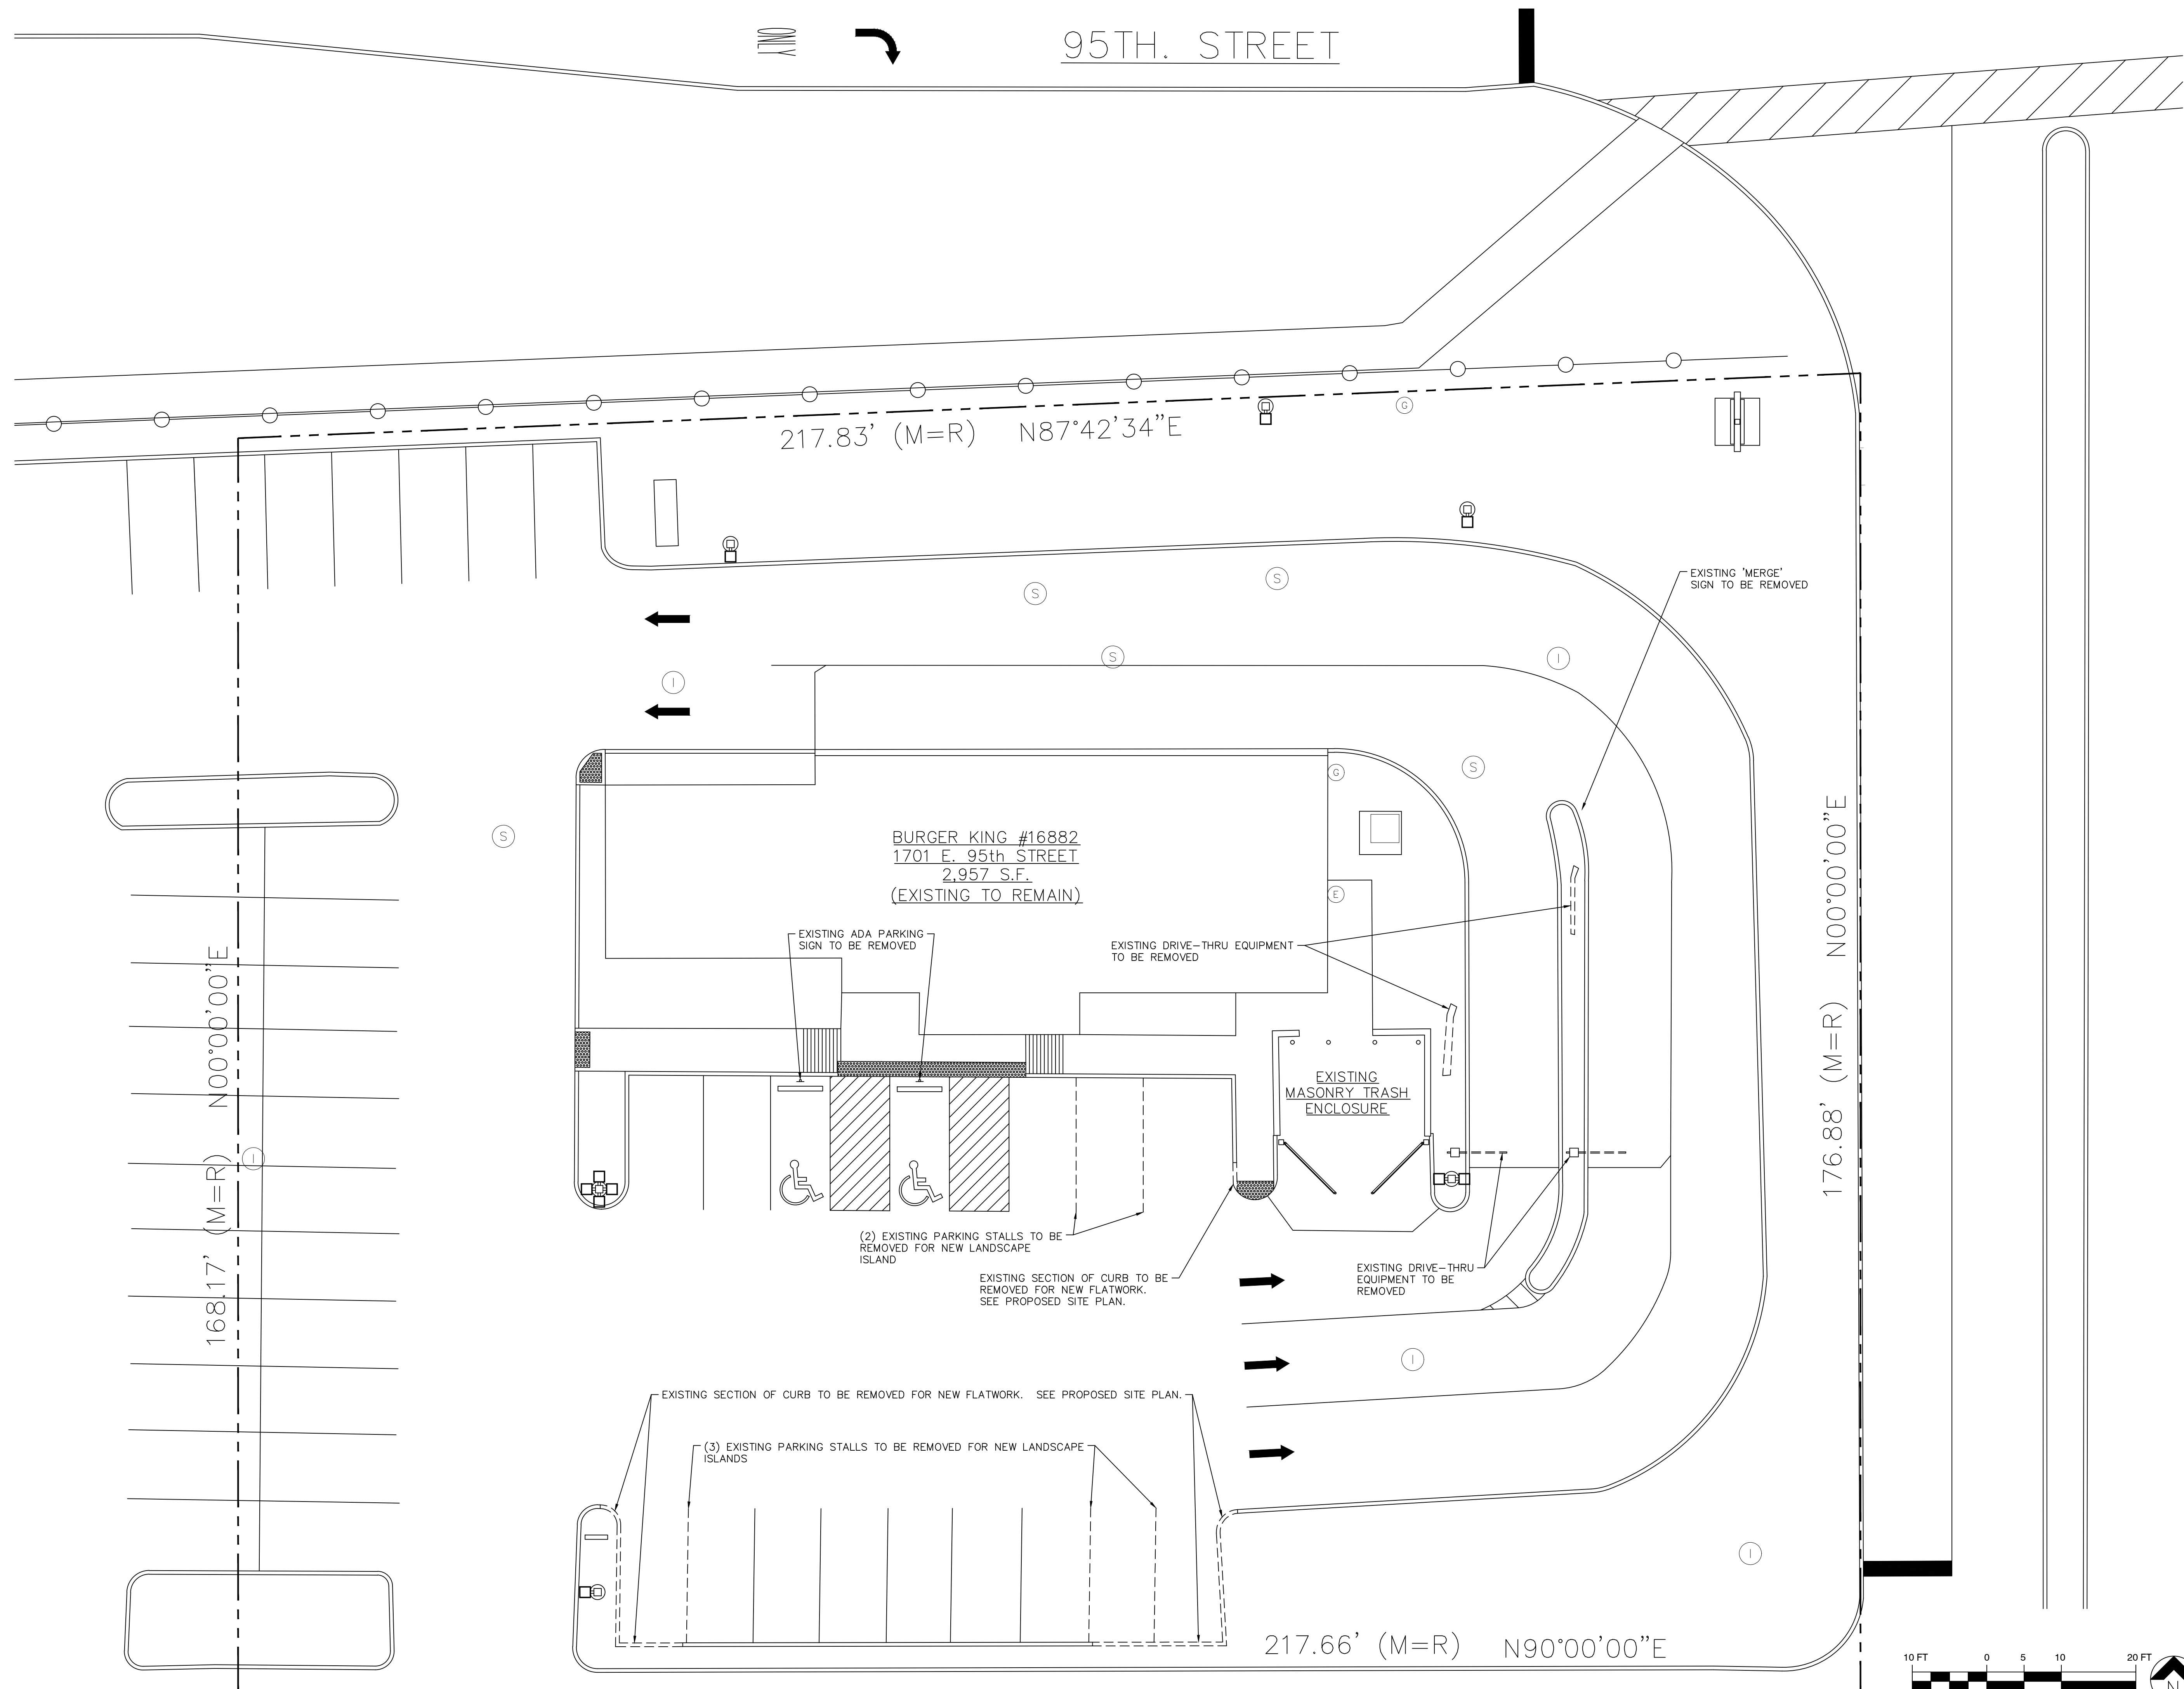 ONLY
95TH. STREET
217.83' (M=R) N87°42'34"E
G
S
S
S
I
I
EXISTING 'MERGE'
SIGN TO BE REMOVED
G
S
S
BURGER KING #16882
1701 E. 95th STREET
2,957 S.F.
(EXISTING TO REMAIN)
E
EXISTING ADA PARKING
SIGN TO BE REMOVED
EXISTING DRIVE-THRU EQUIPMENT
TO BE REMOVED
168.17' (M=R) N00°00'00"E
176.88' (M=R) N00°00'00"E
I
EXISTING
MASONRY TRASH
ENCLOSURE
(2) EXISTING PARKING STALLS TO BE
REMOVED FOR NEW LANDSCAPE
ISLAND
EXISTING SECTION OF CURB TO BE
REMOVED FOR NEW FLATWORK.
SEE PROPOSED SITE PLAN.
EXISTING DRIVE-THRU
EQUIPMENT TO BE
REMOVED
I
EXISTING SECTION OF CURB TO BE REMOVED FOR NEW FLATWORK. SEE PROPOSED SITE PLAN.
(3) EXISTING PARKING STALLS TO BE REMOVED FOR NEW LANDSCAPE
ISLANDS
I
217.66' (M=R) N90°00'00"E
10 FT 0 5 10 20 FT
N